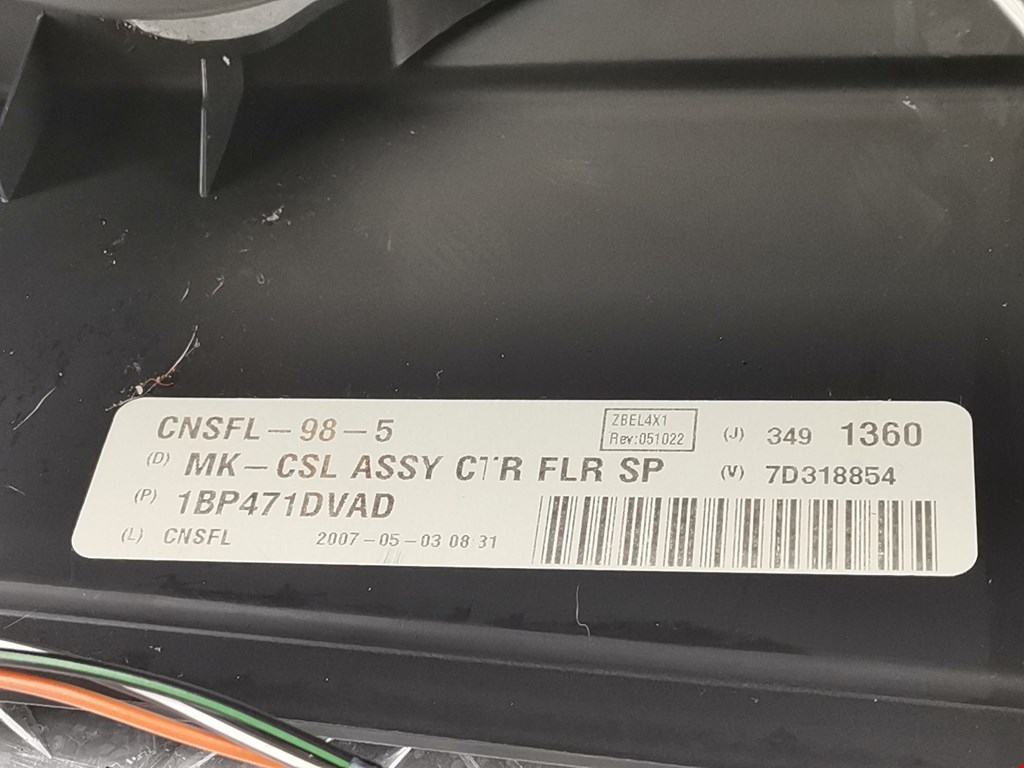 CNSFL-98-5
ZBEL4X1
Rev:051022
(J) 349 1360
(D) MK-CSL ASSY CTR FLR SP
(V) 7D318854
(P) 1BP471DVAD
(L) CNSFL 2007-05-03 08 31